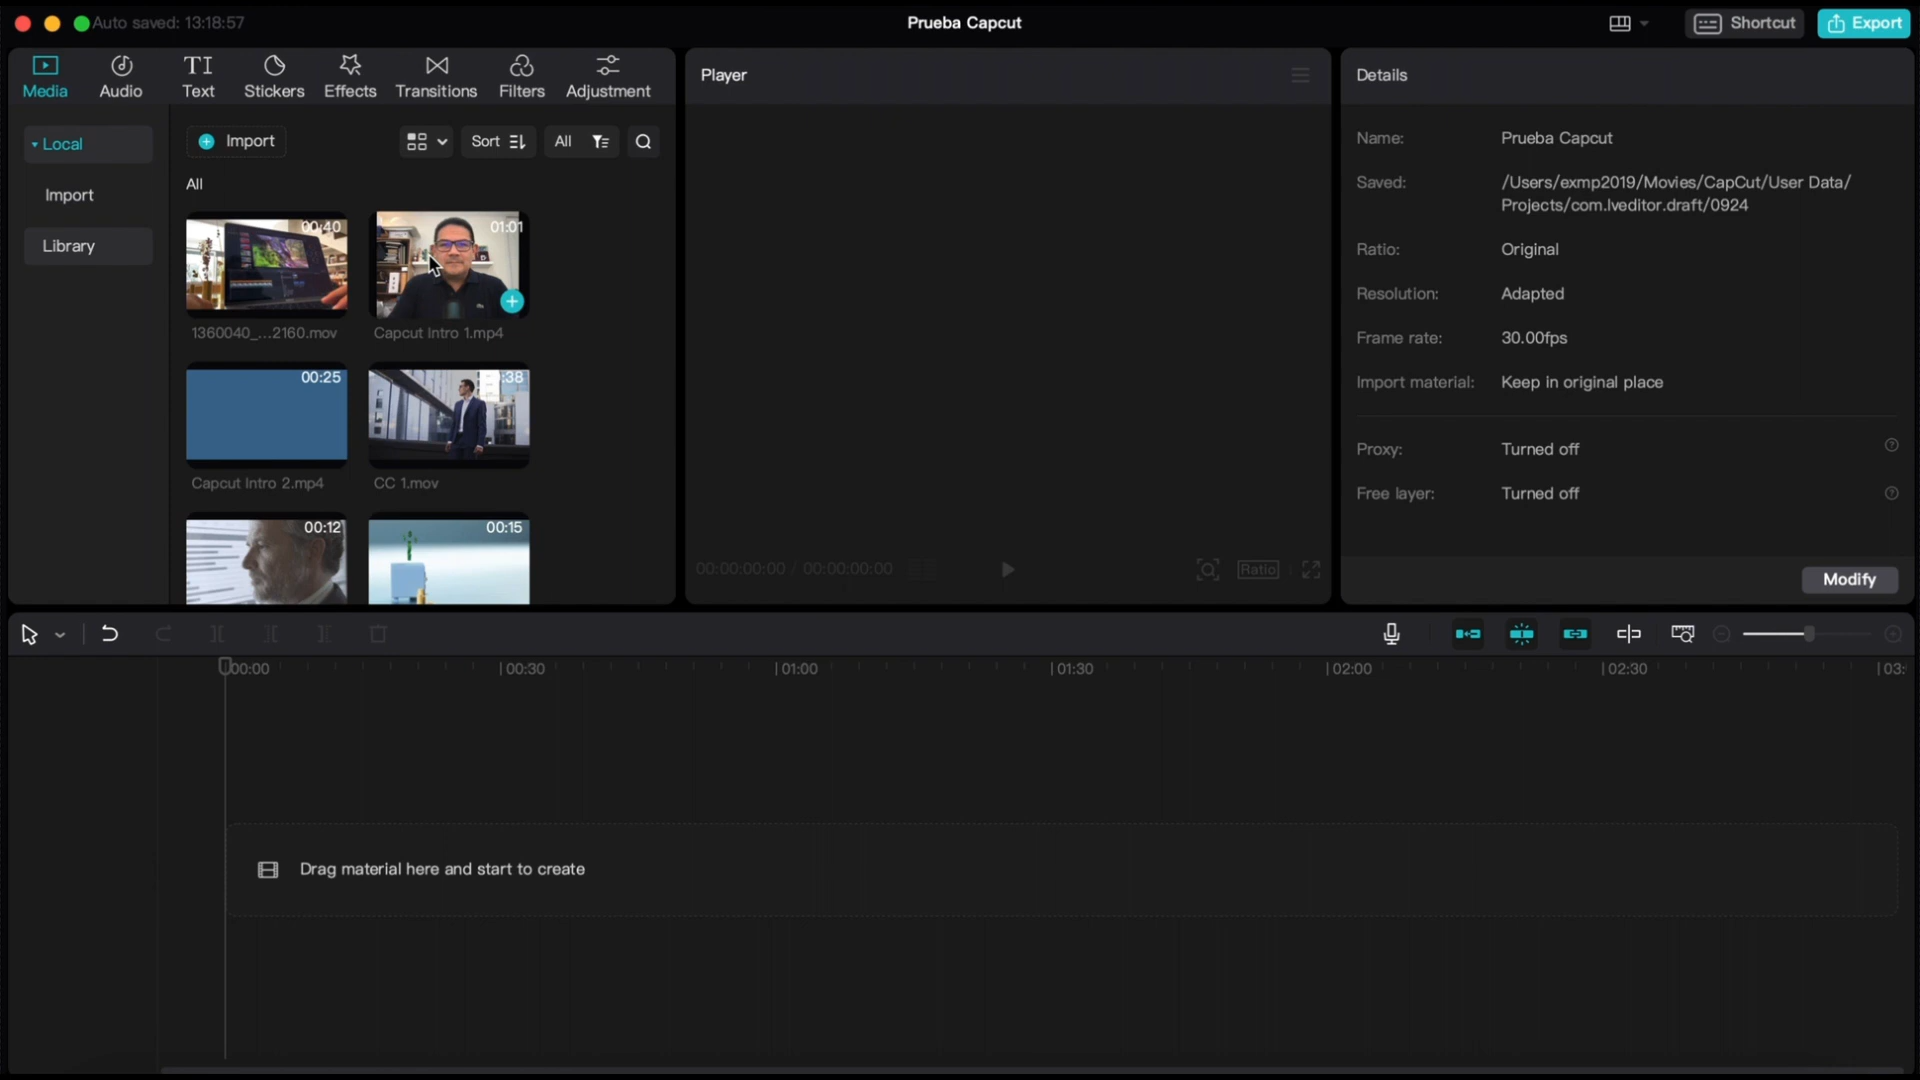 Auto saved: 13:18:57
Prueba Capcut
Shortcut
Export
Media
Audio
TI
Text
Stickers
Effects
Transitions
Filters
Adjustment
Player
Details
Local
Import
Library
Import
Sort
All
All
00:40
1360040_...2160.mov
01:01
Capcut Intro 1.mp4
00:25
Capcut Intro 2.mp4
:38
CC 1.mov
00:12
00:15
00:00:00:00 / 00:00:00:00
Ratio
Name: Prueba Capcut
Saved: /Users/exmp2019/Movies/CapCut/User Data/
Projects/com.lveditor.draft/0924
Ratio: Original
Resolution: Adapted
Frame rate: 30.00fps
Import material: Keep in original place
Proxy: Turned off
Free layer: Turned off
Modify
00:00
00:30
01:00
01:30
02:00
02:30
03:
Drag material here and start to create